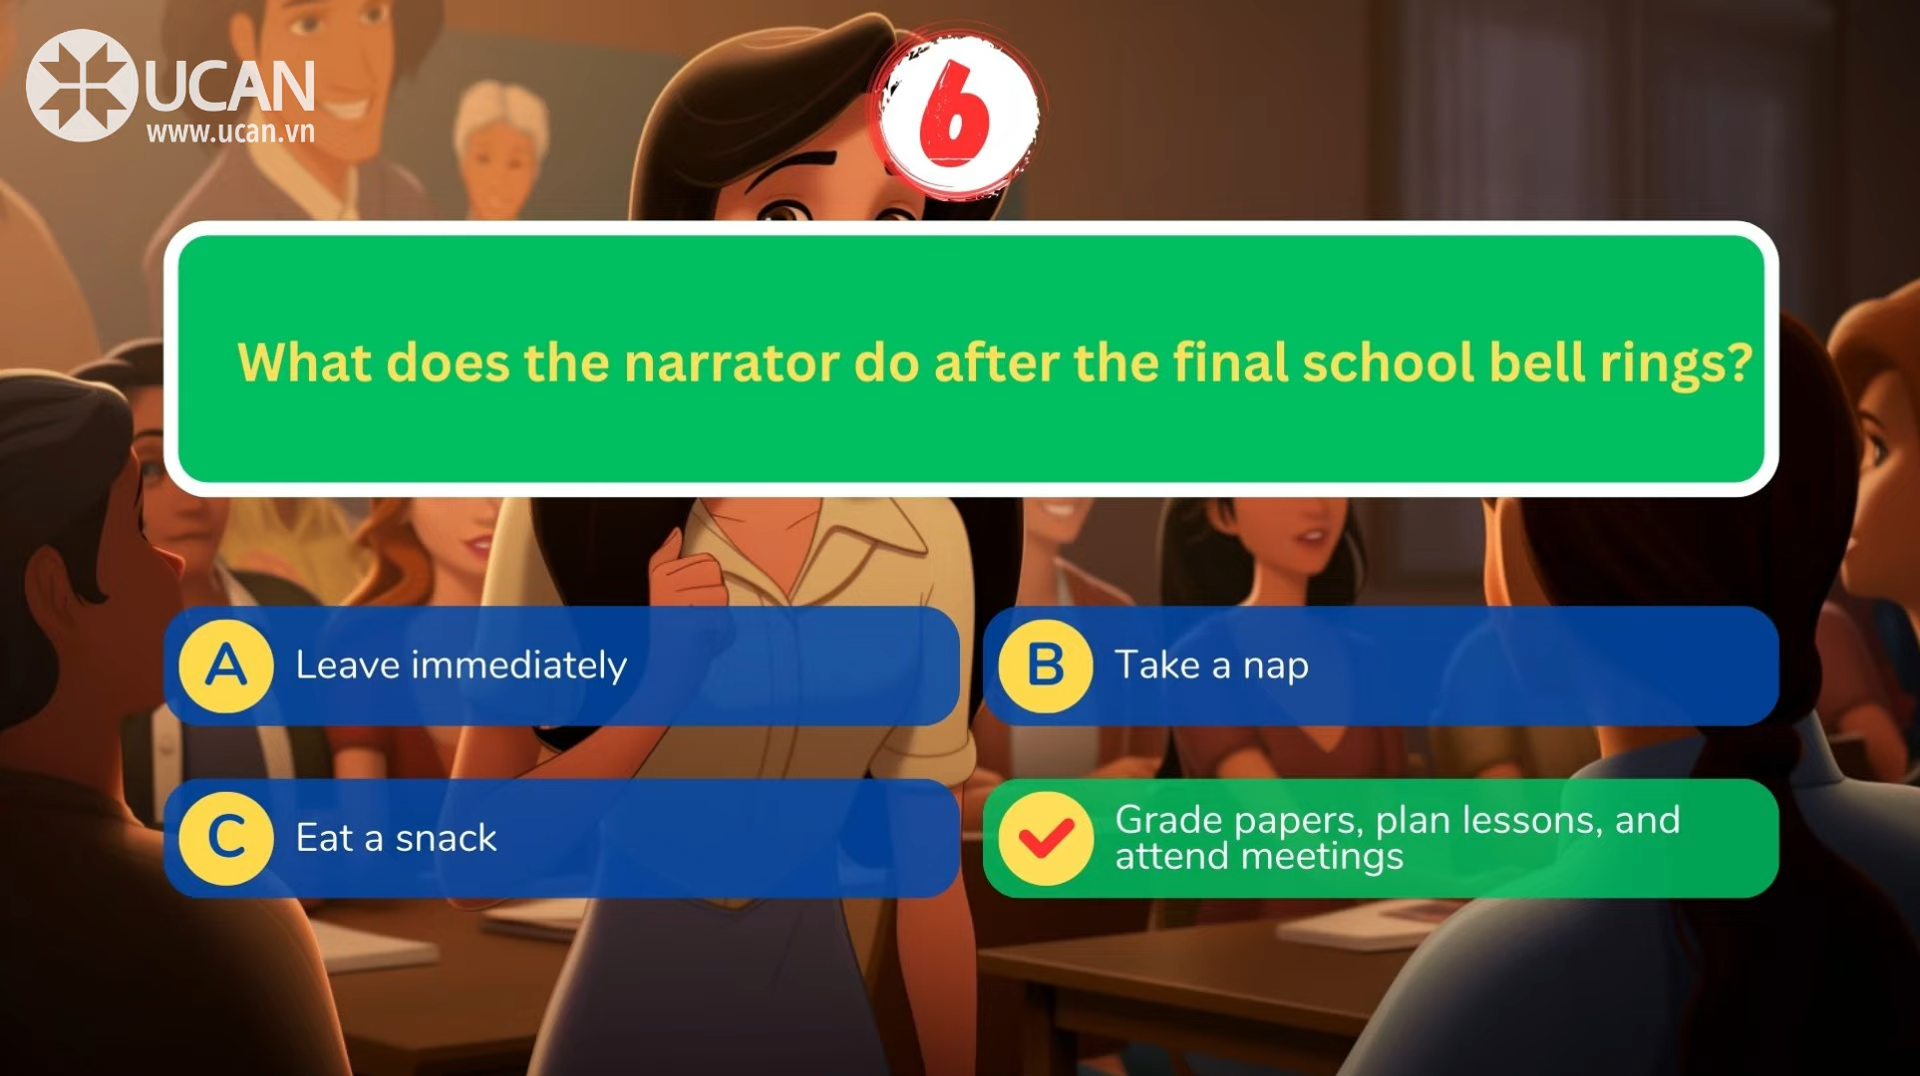 UCAN
www.ucan.vn
6
What does the narrator do after the final school bell rings?
A Leave immediately
B Take a nap
C Eat a snack
Grade papers, plan lessons, and
attend meetings